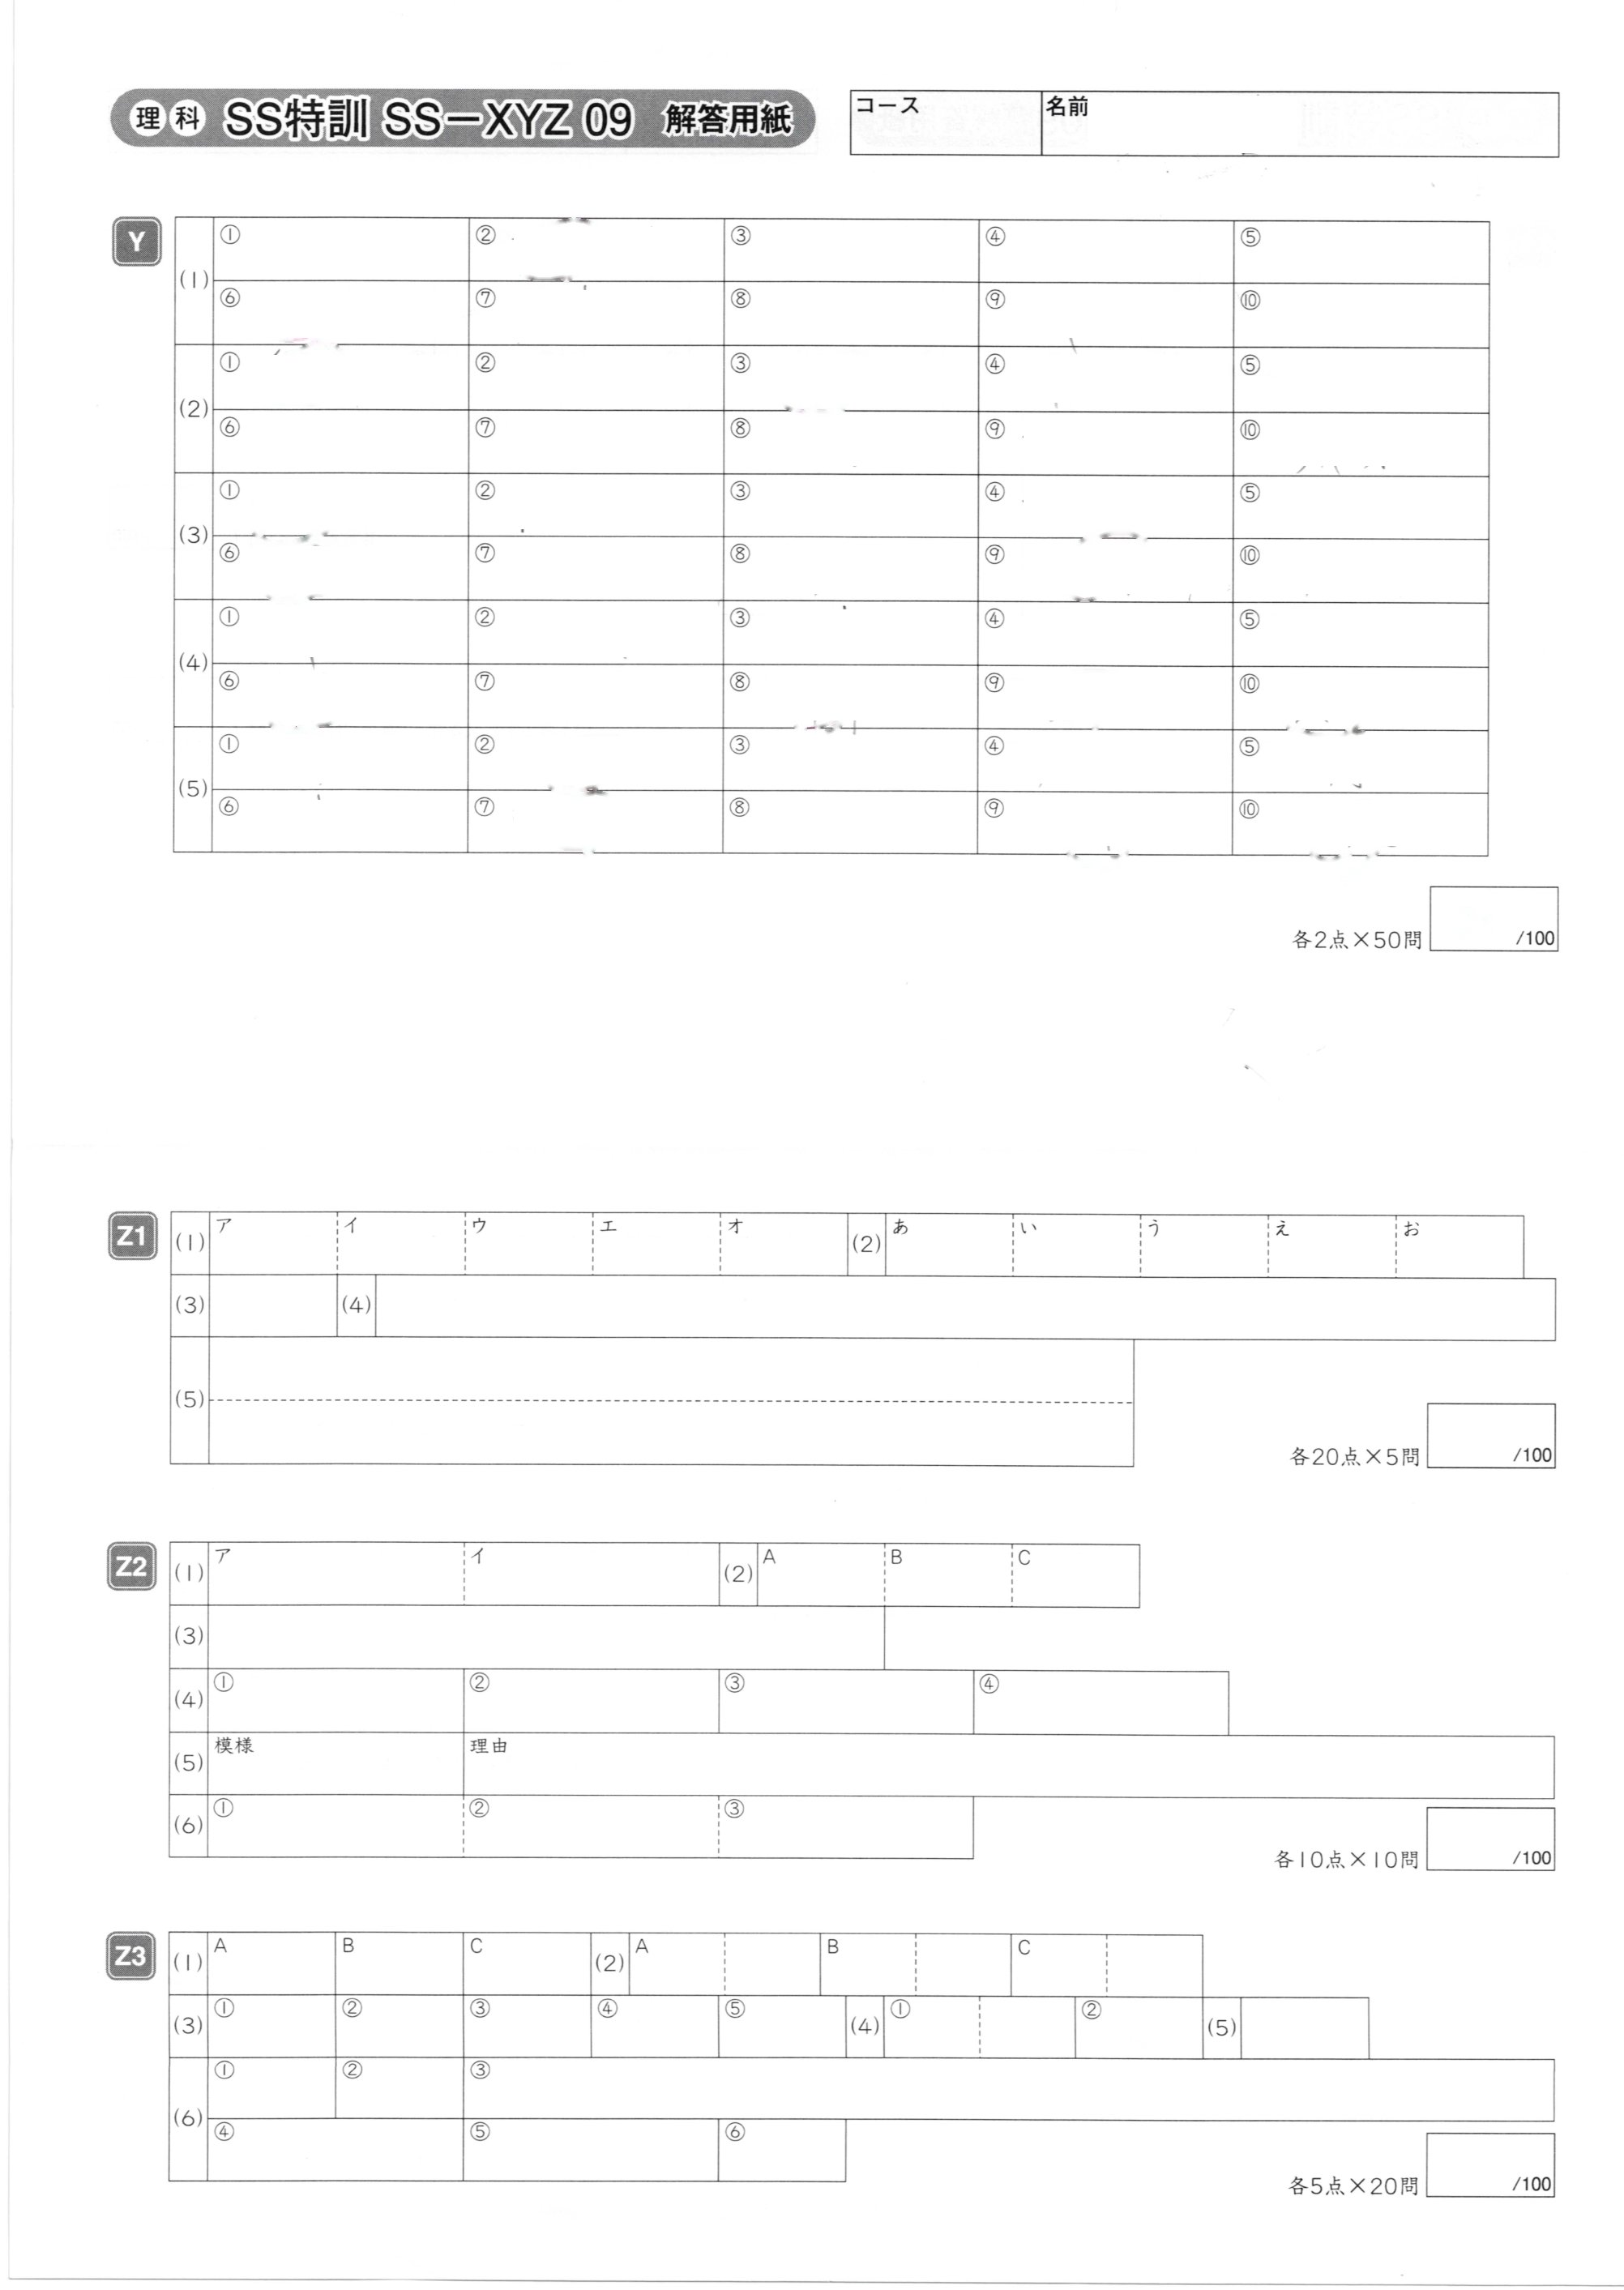 理科 SS特訓 SS－XYZ 09 解答用紙
コース 名前
Y
(1) ① ② ③ ④ ⑤
⑥ ⑦ ⑧ ⑨ ⑩
(2) ① ② ③ ④ ⑤
⑥ ⑦ ⑧ ⑨ ⑩
(3) ① ② ③ ④ ⑤
⑥ ⑦ ⑧ ⑨ ⑩
(4) ① ② ③ ④ ⑤
⑥ ⑦ ⑧ ⑨ ⑩
(5) ① ② ③ ④ ⑤
⑥ ⑦ ⑧ ⑨ ⑩
各2点×50問 /100
Z1
(1) ア イ ウ エ オ (2) あ い う え お
(3) (4)
(5)
各20点×5問 /100
Z2
(1) ア イ (2) A B C
(3)
(4) ① ② ③ ④
(5) 模様 理由
(6) ① ② ③
各10点×10問 /100
Z3
(1) A B C (2) A B C
(3) ① ② ③ ④ ⑤ (4) ① ② (5)
(6) ① ② ③
④ ⑤ ⑥
各5点×20問 /100